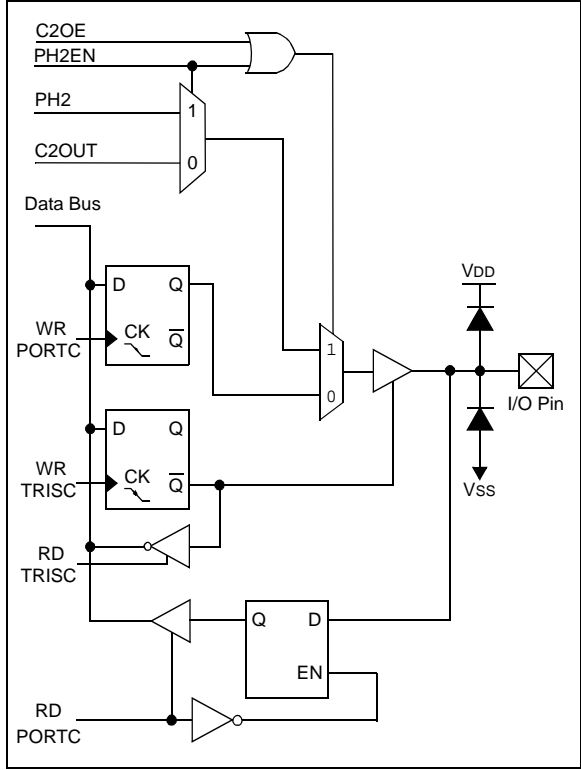 C2OE
PH2EN
PH2
1
C2OUT
0
Data Bus
D Q
WR
PORTC
CK
Q̅
VDD
1
0
I/O Pin
VSS
D Q
WR
TRISC
CK
Q̅
RD
TRISC
Q D
EN
RD
PORTC